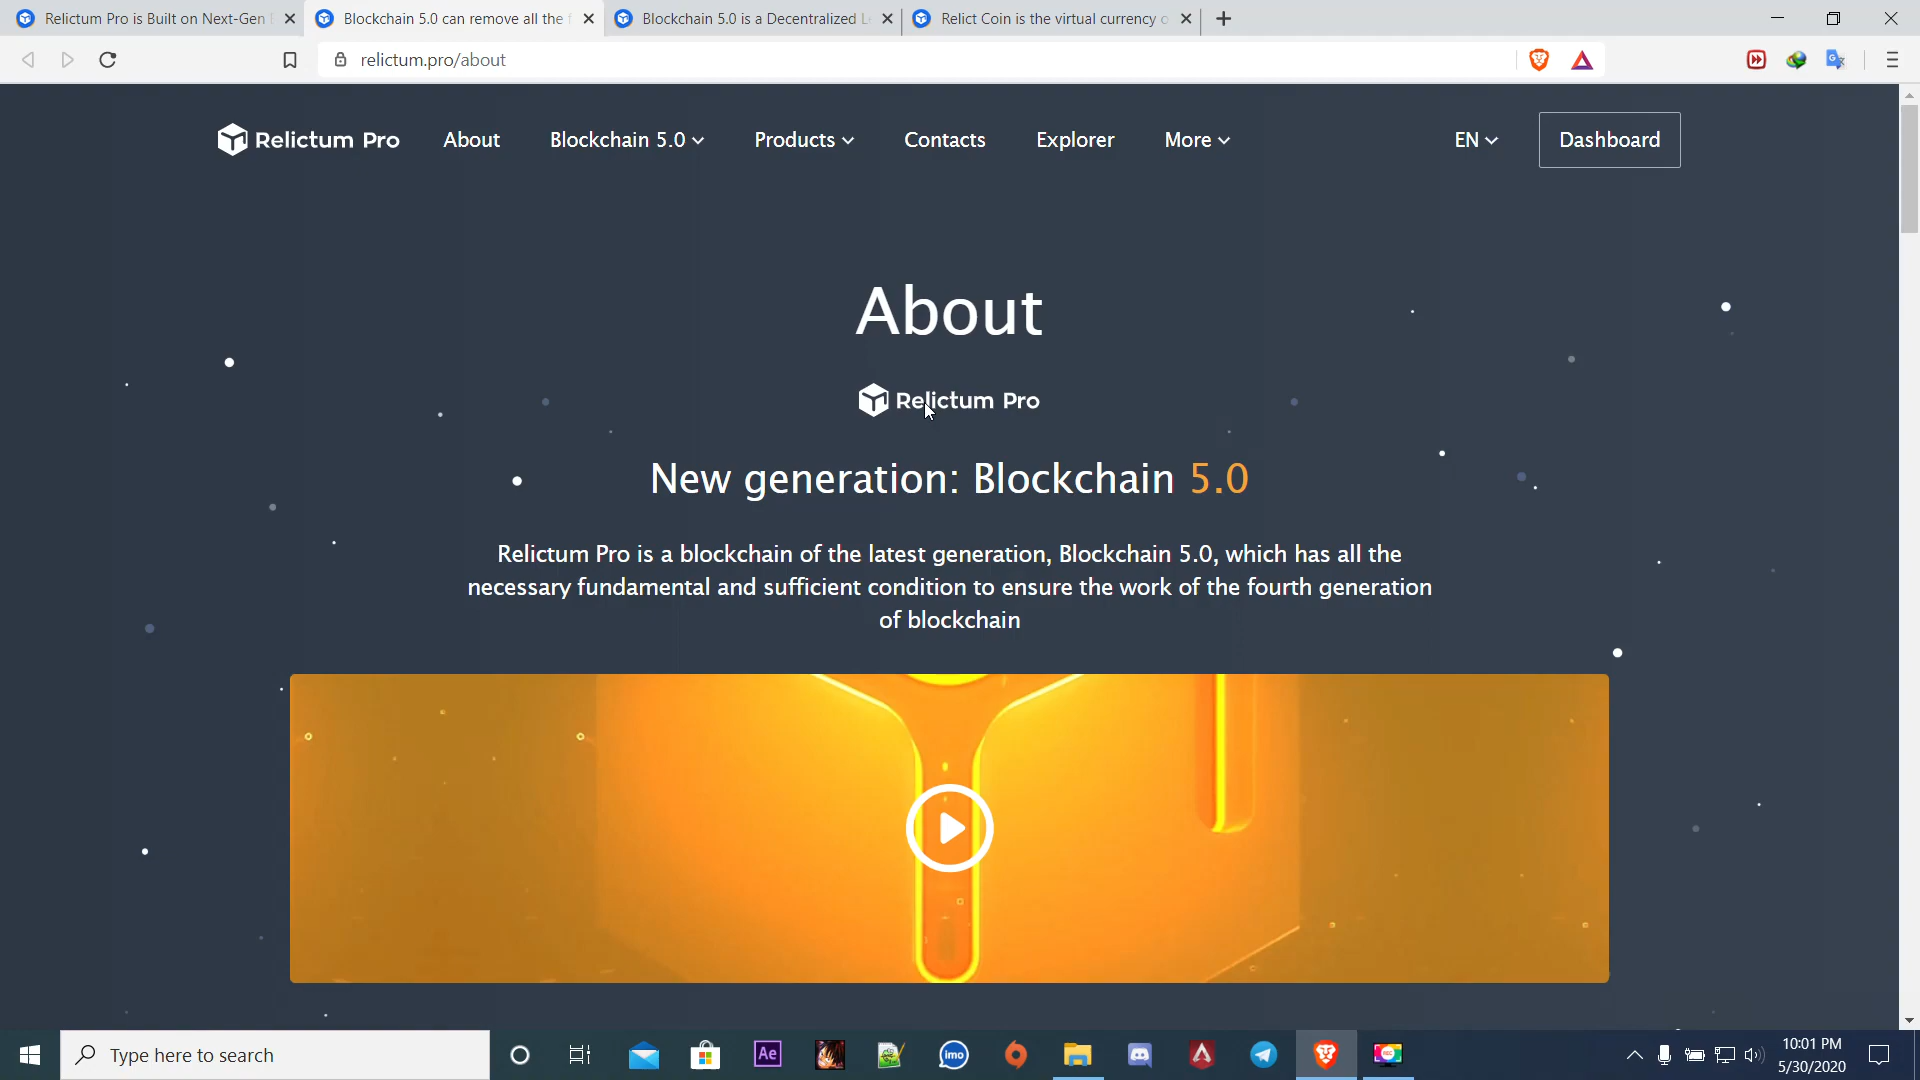 Relictum Pro is Built on Next-Gen
Blockchain 5.0 can remove all the
Blockchain 5.0 is a Decentralized
Relict Coin is the virtual currency
relictum.pro/about
Relictum Pro
About
Blockchain 5.0
Products
Contacts
Explorer
More
EN
Dashboard
About
Relictum Pro
New generation: Blockchain 5.0
Relictum Pro is a blockchain of the latest generation, Blockchain 5.0, which has all the
necessary fundamental and sufficient condition to ensure the work of the fourth generation
of blockchain
Type here to search
Ae
imo
REC
10:01 PM
5/30/2020